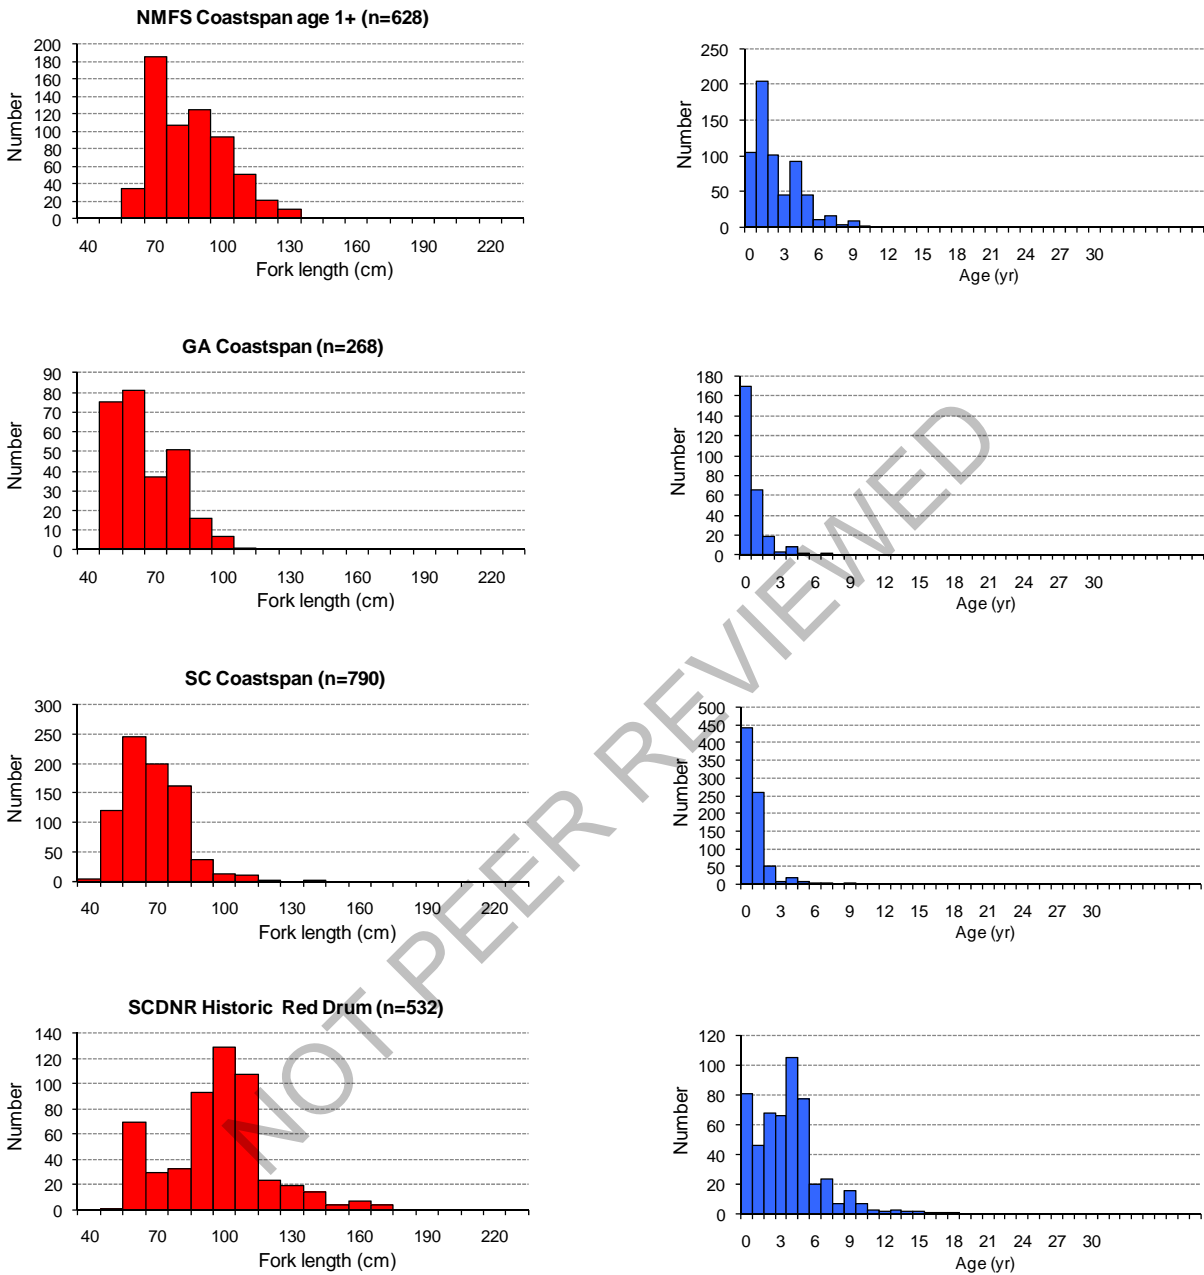 NMFS Coastspan age 1+ (n=628)
Number
200
180
160
140
120
100
80
60
40
20
0
40 70 100 130 160 190 220
Fork length (cm)
Number
250
200
150
100
50
0
0 3 6 9 12 15 18 21 24 27 30
Age (yr)
GA Coastspan (n=268)
Number
90
80
70
60
50
40
30
20
10
0
40 70 100 130 160 190 220
Fork length (cm)
Number
180
160
140
120
100
80
60
40
20
0
0 3 6 9 12 15 18 21 24 27 30
Age (yr)
SC Coastspan (n=790)
Number
300
250
200
150
100
50
0
40 70 100 130 160 190 220
Fork length (cm)
Number
500
450
400
350
300
250
200
150
100
50
0
0 3 6 9 12 15 18 21 24 27 30
Age (yr)
SCDNR Historic Red Drum (n=532)
Number
140
120
100
80
60
40
20
0
40 70 100 130 160 190 220
Fork length (cm)
Number
120
100
80
60
40
20
0
0 3 6 9 12 15 18 21 24 27 30
Age (yr)
NOT PEER REVIEWED